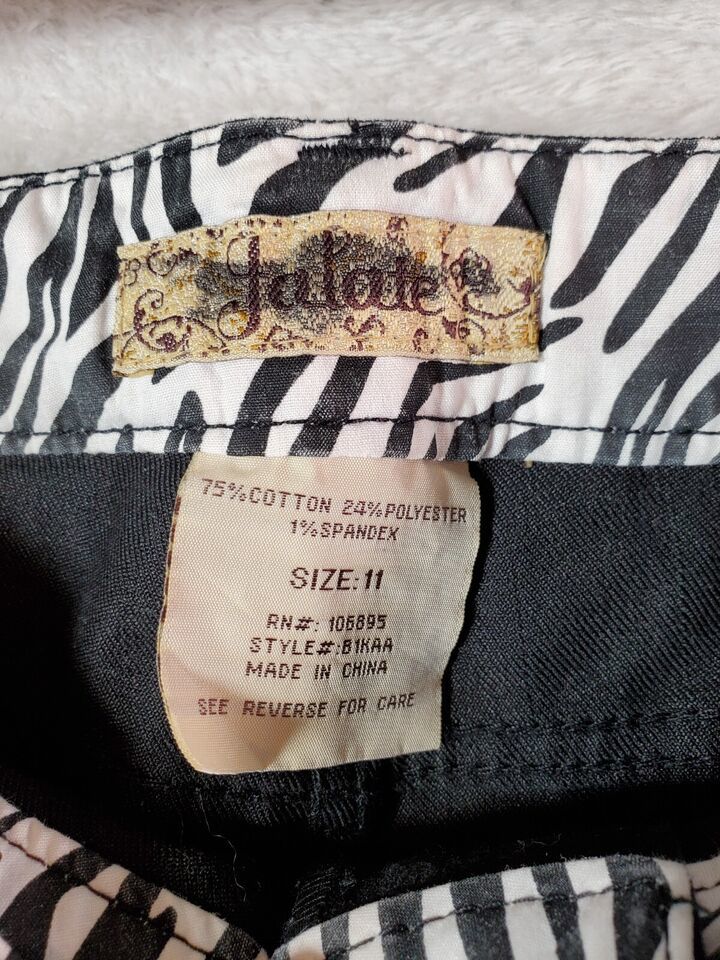 Jalate
75%COTTON 24%POLYESTER
1%SPANDEX
SIZE:11
RN#: 106895
STYLE#:B1KAA
MADE IN CHINA
SEE REVERSE FOR CARE